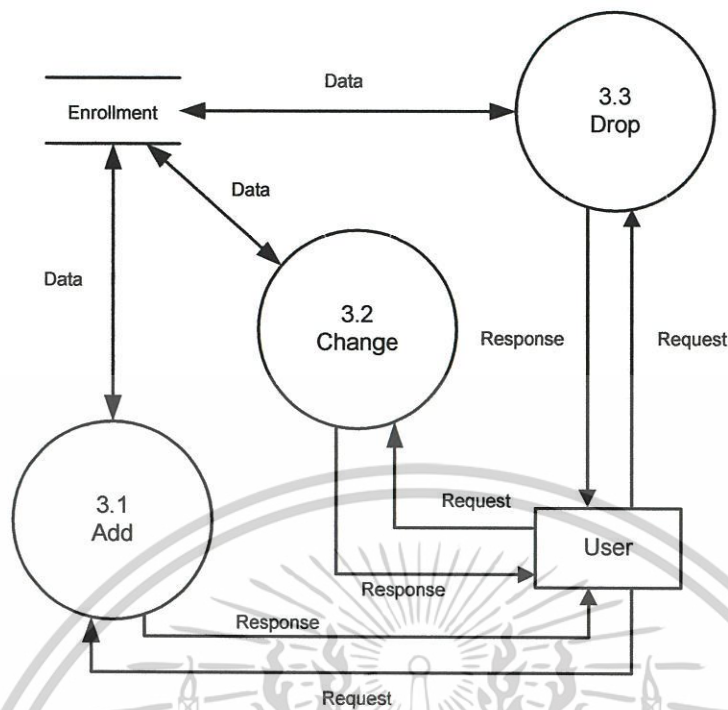 Data
3.3
Drop
Enrollment
Data
Data
3.2
Change
Response
Request
3.1
Add
Request
User
Response
Response
Request